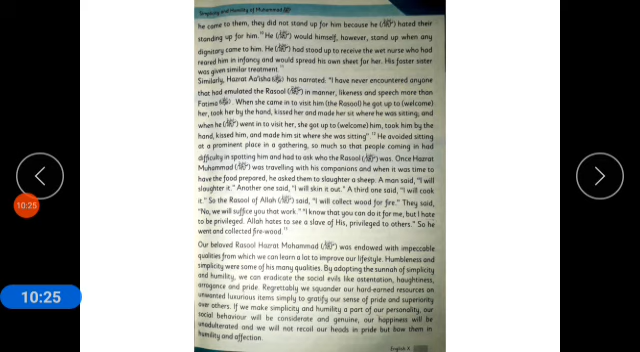 Simplicity and Humility of Muhammad ﷺ
he came to them, they did not stand up for him because he (ﷺ) hated their
standing up for him." He (ﷺ) would himself, however, stand up when any
dignitary came to him. He (ﷺ) had stood up to receive the wet nurse who had
reared him in infancy and would spread his own sheet for her. His foster sister
was given similar treatment.
Similarly, Hazrat Aa'isha has narrated: "I have never encountered anyone
that had emulated the Rasool (ﷺ) in manner, likeness and speech more than
Fatima. When she came in to visit him (the Rasool) he got up to (welcome)
her, took her by the hand, kissed her and made her sit where he was sitting; and
when he (ﷺ) went in to visit her, she got up to (welcome) him, took him by the
hand, kissed him, and made him sit where she was sitting". He avoided sitting
at a prominent place in a gathering, so much so that people coming in had
difficulty in spotting him and had to ask who the Rasool (ﷺ) was. Once Hazrat
Muhammad (ﷺ) was travelling with his companions and when it was time to
have the food prepared, he asked them to slaughter a sheep. A man said, "I will
slaughter it." Another one said, "I will skin it out." A third one said, "I will cook
it." So the Rasool of Allah (ﷺ) said, "I will collect wood for fire." They said,
"No, we will suffice you that work." "I know that you can do it for me, but I hate
to be privileged. Allah hates to see a slave of His, privileged to others." So he
went and collected fire-wood.
Our beloved Rasool Hazrat Mohammad (ﷺ) was endowed with impeccable
qualities from which we can learn a lot to improve our lifestyle. Humbleness and
simplicity were some of his many qualities. By adopting the sunnah of simplicity
and humility, we can eradicate the social evils like ostentation, haughtiness,
arrogance and pride. Regrettably we squander our hard-earned resources on
unwanted luxurious items simply to gratify our sense of pride and superiority
over others. If we make simplicity and humility a part of our personality, our
social behaviour will be considerate and genuine, our happiness will be
unadulterated and we will not recoil our heads in pride but bow them in
humility and affection.
English X
10:25
10:25